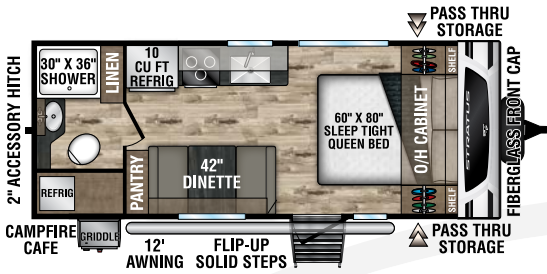 PASS THRU
STORAGE
10
CU FT
REFRIG
30" X 36"
SHOWER
LINEN
SHELF
2" ACCESSORY HITCH
60" X 80"
SLEEP TIGHT
QUEEN BED
O/H CABINET
STRATUS
FIBERGLASS FRONT CAP
42"
DINETTE
PANTRY
REFRIG
SHELF
CAMPFIRE
CAFE
GRIDDLE
12'
AWNING
FLIP-UP
SOLID STEPS
PASS THRU
STORAGE